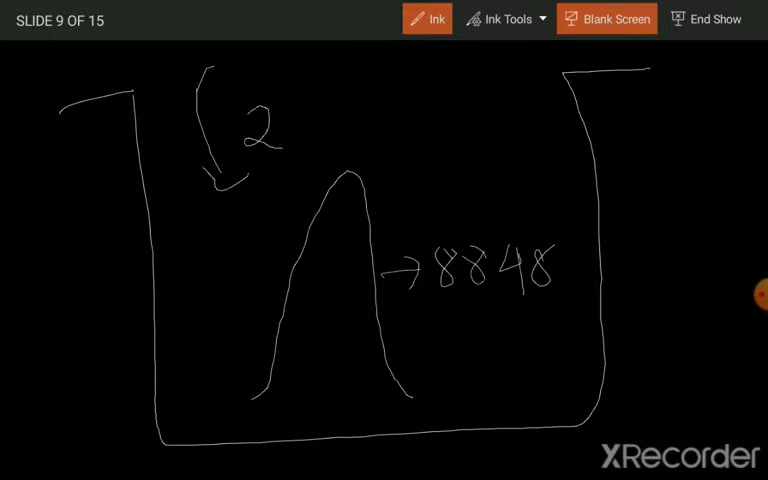 SLIDE 9 OF 15
Ink
Ink Tools
Blank Screen
End Show
2
8848
XRecorder